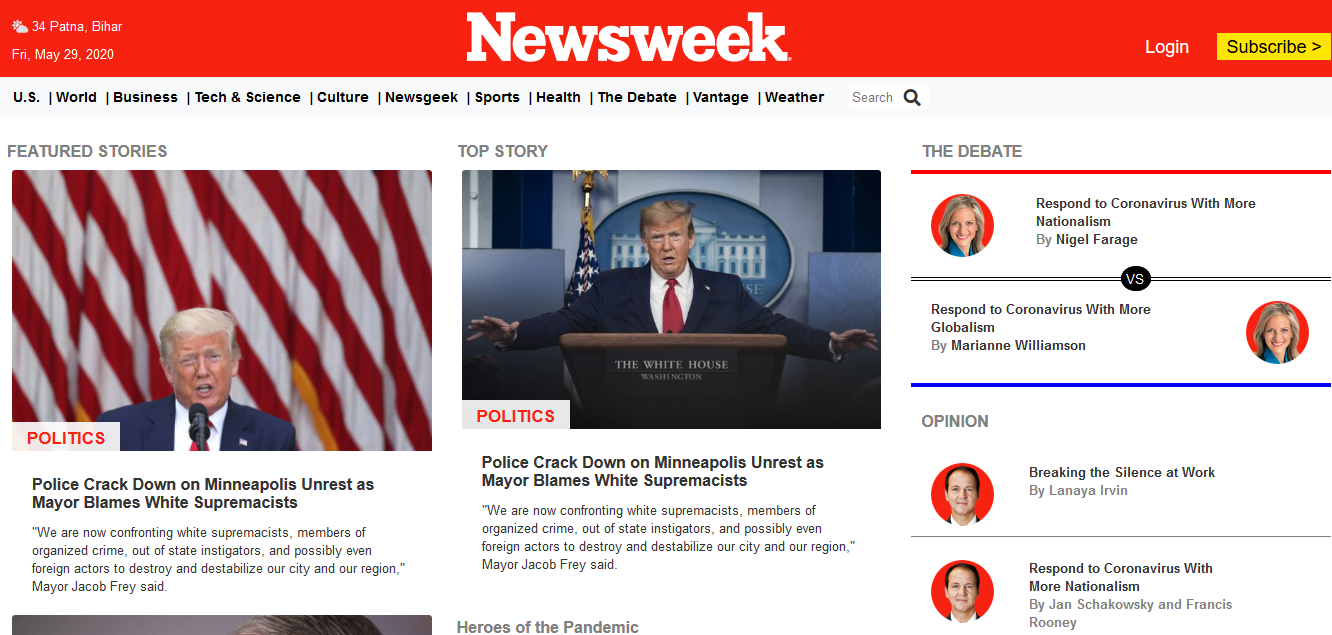 34 Patna, Bihar
Fri, May 29, 2020
Newsweek
Login
Subscribe >
U.S. | World | Business | Tech & Science | Culture | Newsgeek | Sports | Health | The Debate | Vantage | Weather
Search
FEATURED STORIES
POLITICS
Police Crack Down on Minneapolis Unrest as
Mayor Blames White Supremacists
"We are now confronting white supremacists, members of
organized crime, out of state instigators, and possibly even
foreign actors to destroy and destabilize our city and our region,"
Mayor Jacob Frey said.
TOP STORY
THE WHITE HOUSE
WASHINGTON
POLITICS
Police Crack Down on Minneapolis Unrest as
Mayor Blames White Supremacists
"We are now confronting white supremacists, members of
organized crime, out of state instigators, and possibly even
foreign actors to destroy and destabilize our city and our region,"
Mayor Jacob Frey said.
Heroes of the Pandemic
THE DEBATE
Respond to Coronavirus With More
Nationalism
By Nigel Farage
VS
Respond to Coronavirus With More
Globalism
By Marianne Williamson
OPINION
Breaking the Silence at Work
By Lanaya Irvin
Respond to Coronavirus With
More Nationalism
By Jan Schakowsky and Francis
Rooney